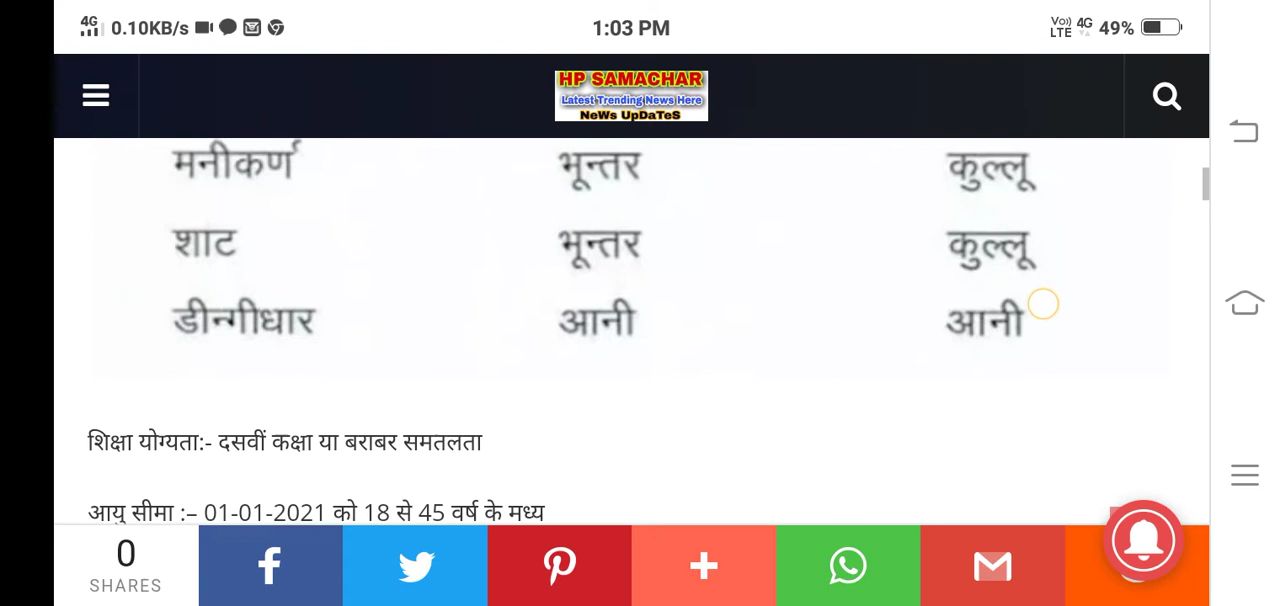 4G 0.10KB/s 1:03 PM Vo)) LTE 4G 49%
HP SAMACHAR
Latest Trending News Here
NeWs UpDaTeS
मनीकर्ण भून्तर कुल्लू
शाट भून्तर कुल्लू
डीन्गीधार आनी आनी
शिक्षा योग्यता:- दसवीं कक्षा या बराबर समतलता
आयु सीमा :– 01-01-2021 को 18 से 45 वर्ष के मध्य
0
SHARES